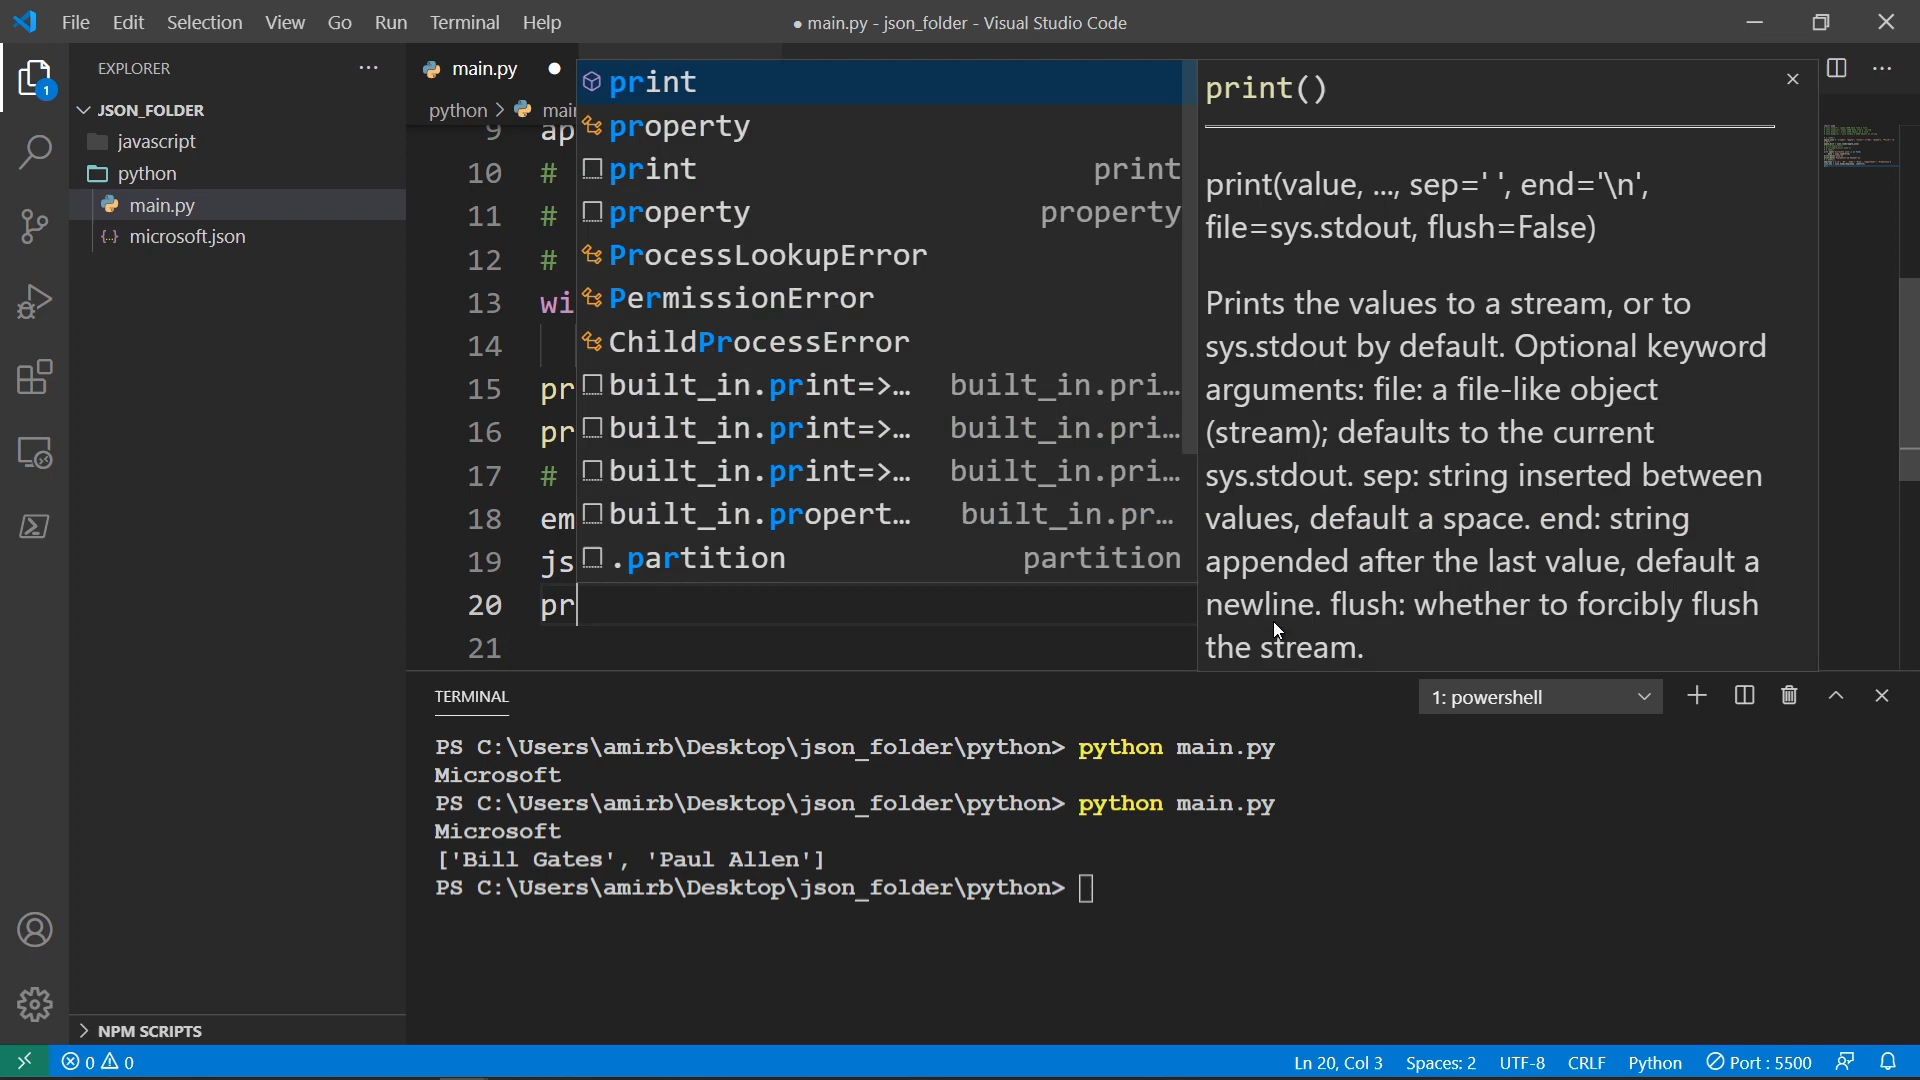 File Edit Selection View Go Run Terminal Help
● main.py - json_folder - Visual Studio Code
EXPLORER
1
JSON_FOLDER
javascript
python
main.py
microsoft.json
NPM SCRIPTS
main.py
python > mai
9 ap
10 #
11 #
12 #
13 wi
14
15 pr
16 pr
17 #
18 em
19 js
20 pr
21
print
property
print print
property property
ProcessLookupError
PermissionError
ChildProcessError
built_in.print=>… built_in.pri…
built_in.print=>… built_in.pri…
built_in.print=>… built_in.pri…
built_in.propert… built_in.pr…
.partition partition
print()
print(value, ..., sep=' ', end='\n',
file=sys.stdout, flush=False)
Prints the values to a stream, or to
sys.stdout by default. Optional keyword
arguments: file: a file-like object
(stream); defaults to the current
sys.stdout. sep: string inserted between
values, default a space. end: string
appended after the last value, default a
newline. flush: whether to forcibly flush
the stream.
TERMINAL
1: powershell
PS C:\Users\amirb\Desktop\json_folder\python> python main.py
Microsoft
PS C:\Users\amirb\Desktop\json_folder\python> python main.py
Microsoft
['Bill Gates', 'Paul Allen']
PS C:\Users\amirb\Desktop\json_folder\python>
0 0
Ln 20, Col 3 Spaces: 2 UTF-8 CRLF Python Port : 5500